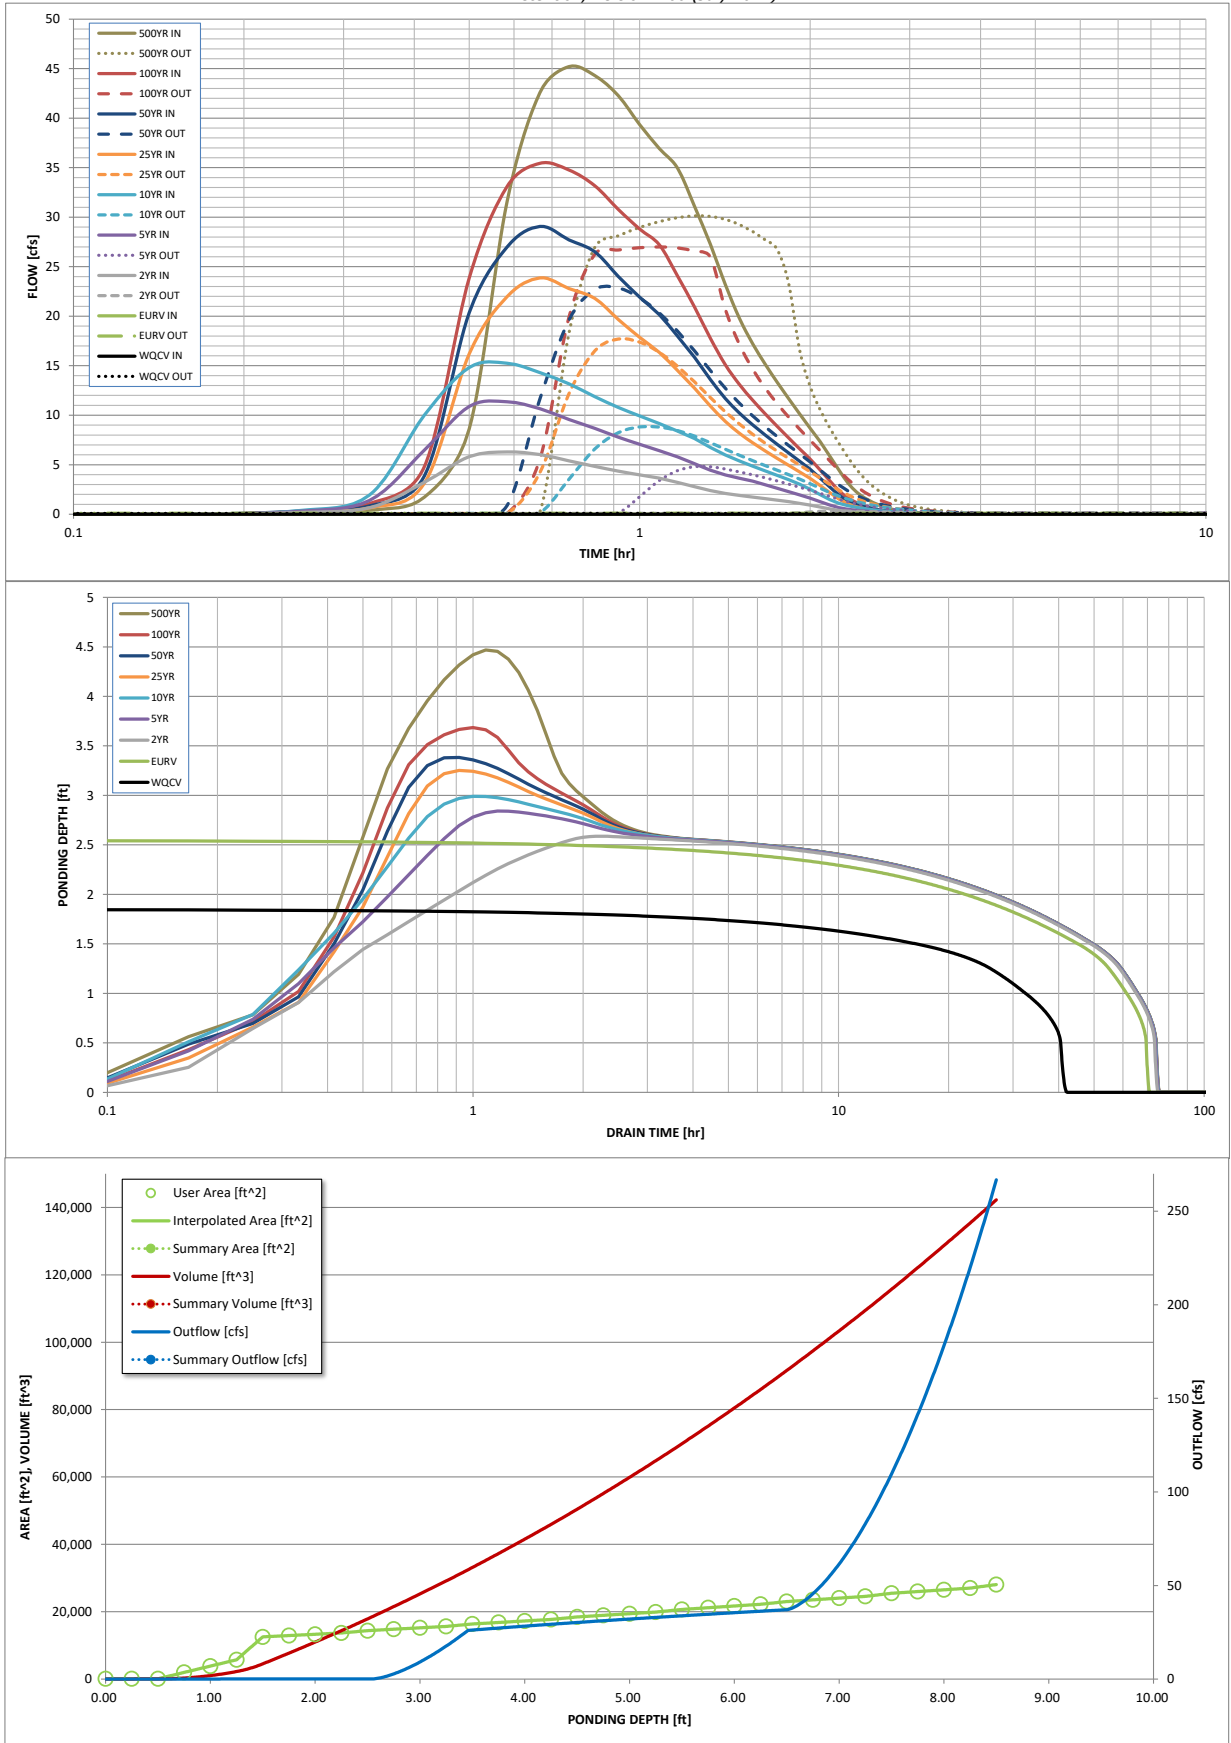 50
45
40
35
30
25
20
15
10
5
0
FLOW [cfs]
500YR IN
500YR OUT
100YR IN
100YR OUT
50YR IN
50YR OUT
25YR IN
25YR OUT
10YR IN
10YR OUT
5YR IN
5YR OUT
2YR IN
2YR OUT
EURV IN
EURV OUT
WQCV IN
WQCV OUT
0.1
1
10
TIME [hr]
5
4.5
4
3.5
3
2.5
2
1.5
1
0.5
0
PONDING DEPTH [ft]
500YR
100YR
50YR
25YR
10YR
5YR
2YR
EURV
WQCV
0.1
1
10
100
DRAIN TIME [hr]
140,000
120,000
100,000
80,000
60,000
40,000
20,000
0
AREA [ft^2], VOLUME [ft^3]
User Area [ft^2]
Interpolated Area [ft^2]
Summary Area [ft^2]
Volume [ft^3]
Summary Volume [ft^3]
Outflow [cfs]
Summary Outflow [cfs]
250
200
150
100
50
0
OUTFLOW [cfs]
0.00
1.00
2.00
3.00
4.00
5.00
6.00
7.00
8.00
9.00
10.00
PONDING DEPTH [ft]